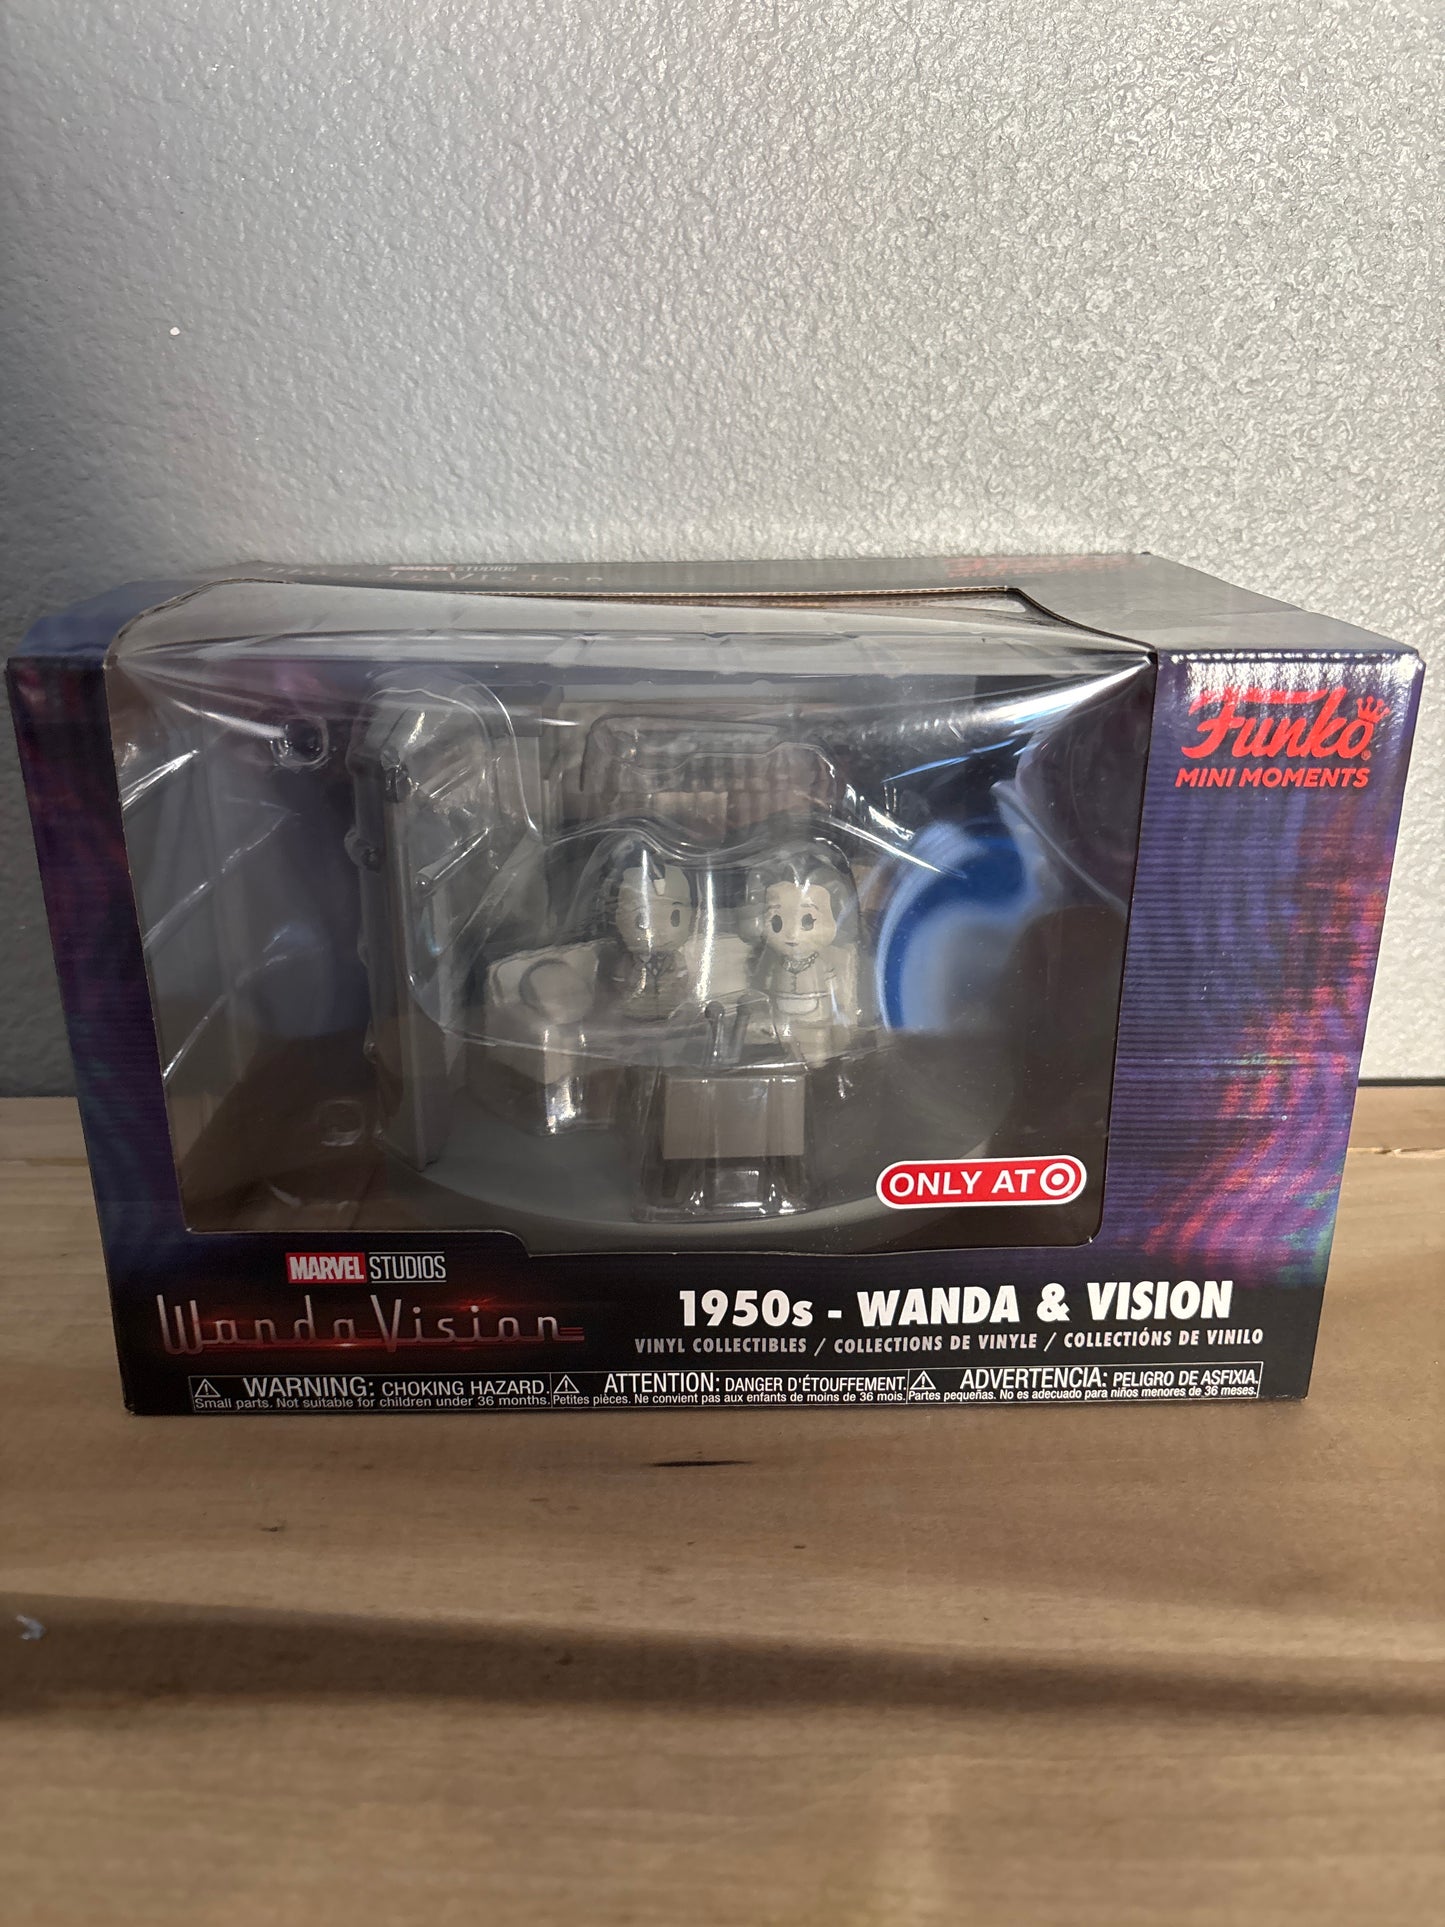 MARVEL STUDIOS
WandaVision
Funko
MINI MOMENTS
ONLY AT
MARVEL STUDIOS
WandaVision
1950s - WANDA & VISION
VINYL COLLECTIBLES / COLLECTIONS DE VINYLE / COLLECTIÓNS DE VINILO
WARNING: CHOKING HAZARD.
Small parts. Not suitable for children under 36 months.
ATTENTION: DANGER D'ÉTOUFFEMENT.
Petites pièces. Ne convient pas aux enfants de moins de 36 mois.
ADVERTENCIA: PELIGRO DE ASFIXIA.
Partes pequeñas. No es adecuado para niños menores de 36 meses.